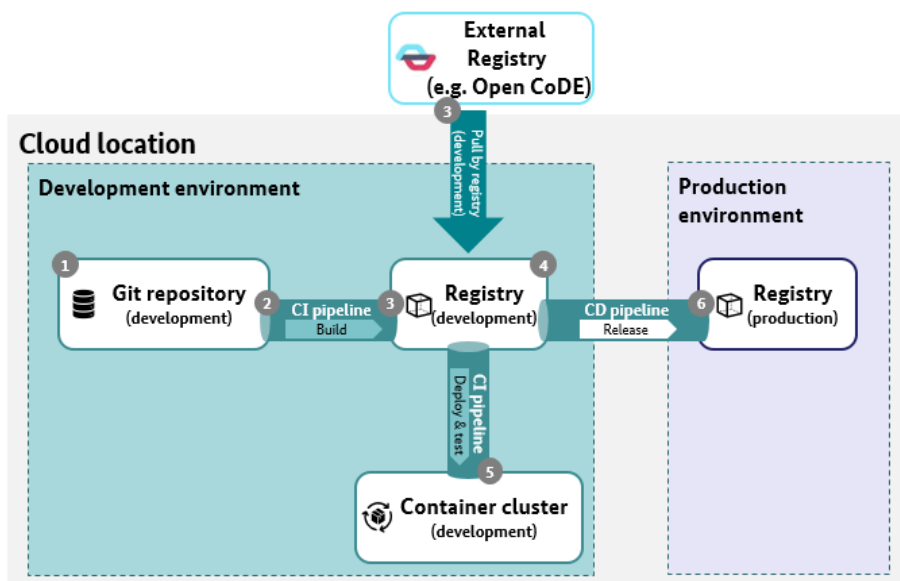 External
Registry
(e.g. Open CoDE)
3
Pull by registry
(development)
Cloud location
Development environment
Production
environment
1
Git repository
(development)
2
CI pipeline
Build
3
Registry
(development)
4
CD pipeline
Release
6
Registry
(production)
CI pipeline
Deploy & test
5
Container cluster
(development)